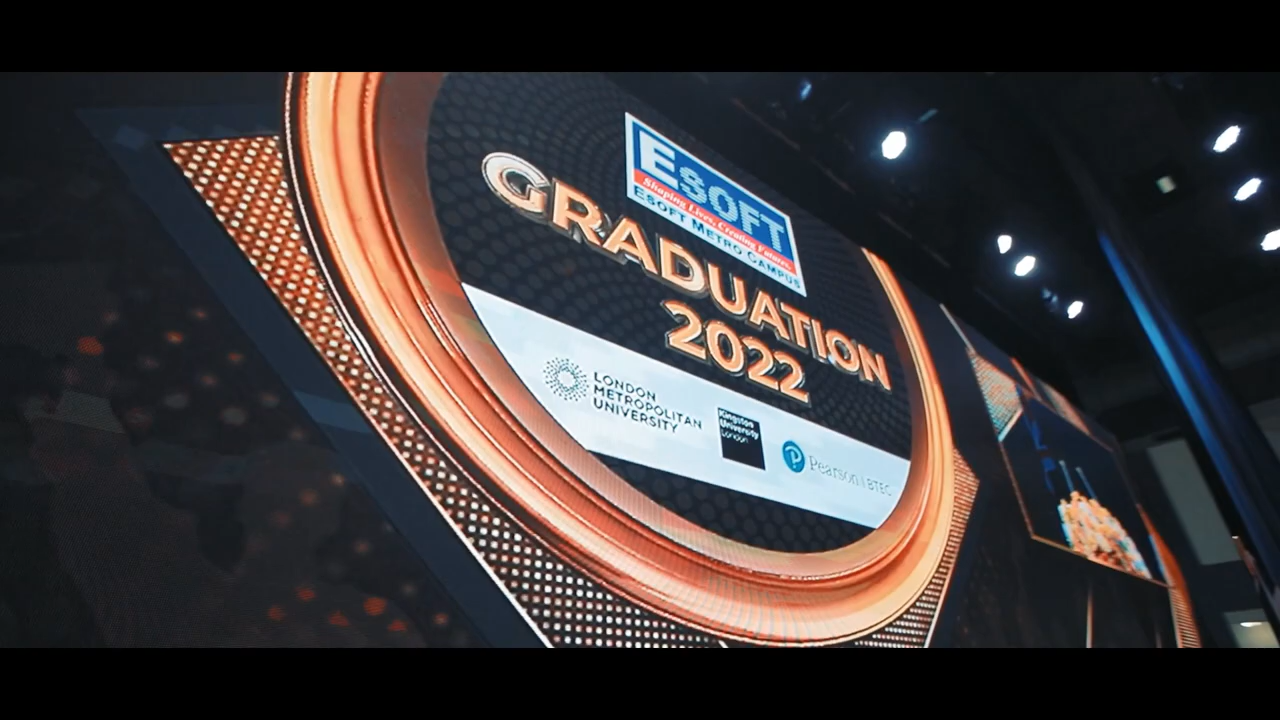 ESOFT
Shaping Lives, Creating Futures.
ESOFT METRO CAMPUS
GRADUATION
2022
LONDON
METROPOLITAN
UNIVERSITY
Kingston
University
London
Pearson | BTEC